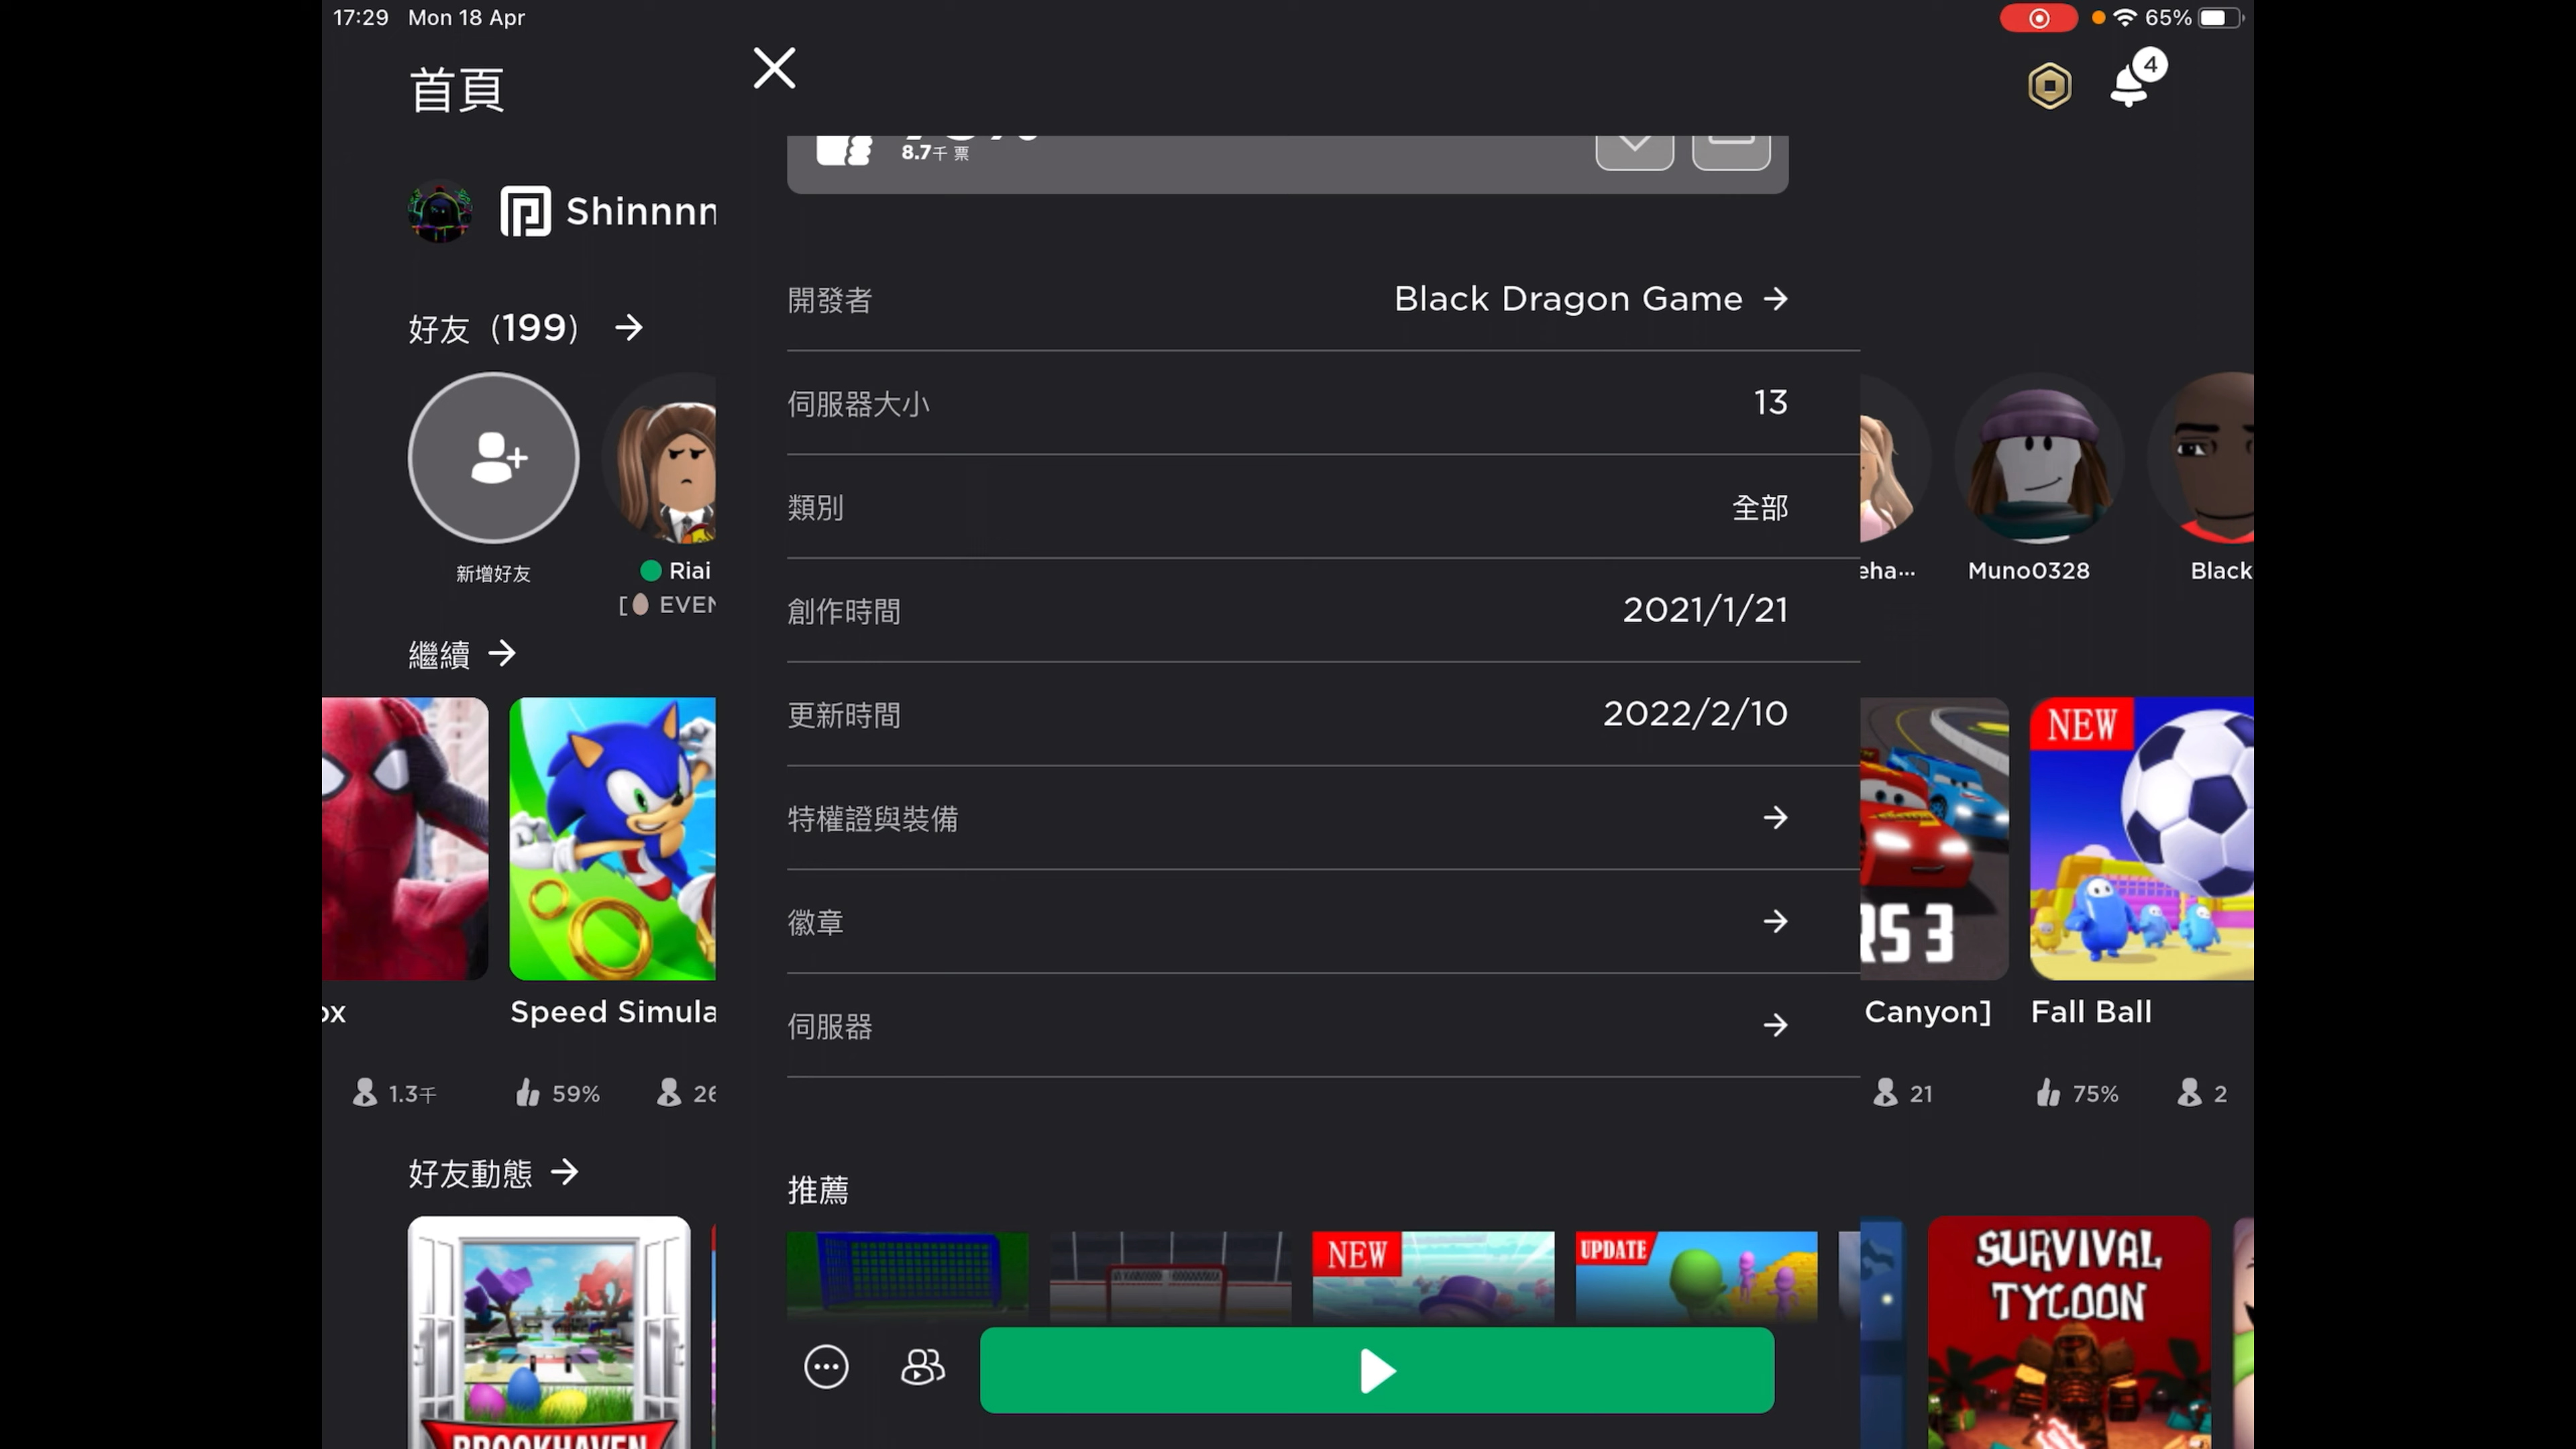 17:29 Mon 18 Apr
65%
首頁
4
8.7千 票
Shinnnn
開發者
Black Dragon Game
好友 (199)
伺服器大小
13
類別
全部
新增好友
Riai
EVEN
Muno0328
Black
創作時間
2021/1/21
繼續
更新時間
2022/2/10
NEW
特權證與裝備
徽章
RS 3
Speed Simula
伺服器
Canyon]
Fall Ball
1.3千
59%
26
21
75%
2
好友動態
推薦
NEW
UPDATE
SURVIVAL
TYCOON
BROOKHAVEN